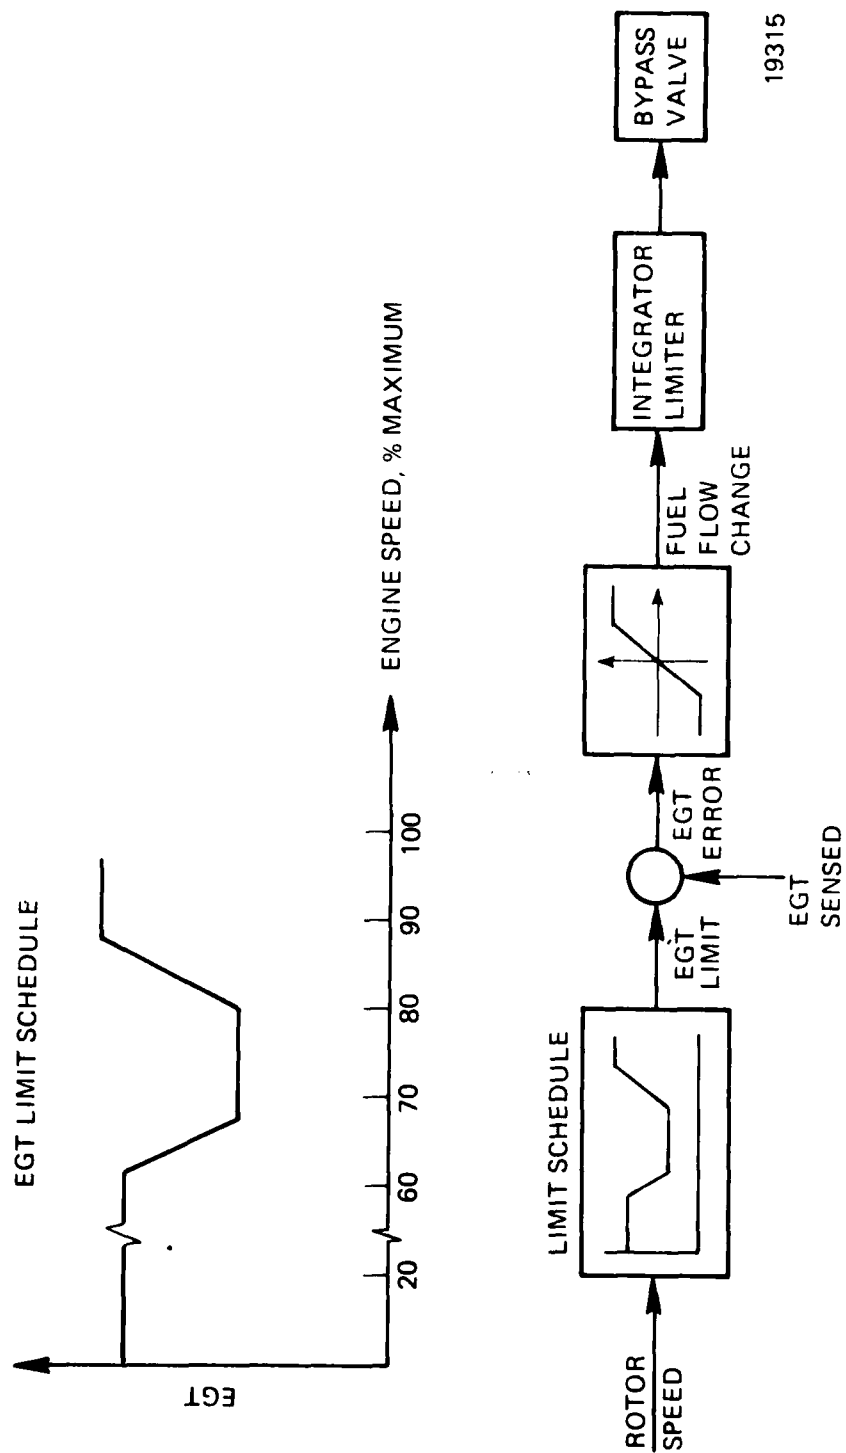 EGT LIMIT SCHEDULE
EGT
20
60
70
80
90
100
ENGINE SPEED, % MAXIMUM
ROTOR
SPEED
LIMIT SCHEDULE
EGT
LIMIT
EGT
SENSED
EGT
ERROR
FUEL
FLOW
CHANGE
INTEGRATOR
LIMITER
BYPASS
VALVE
19315